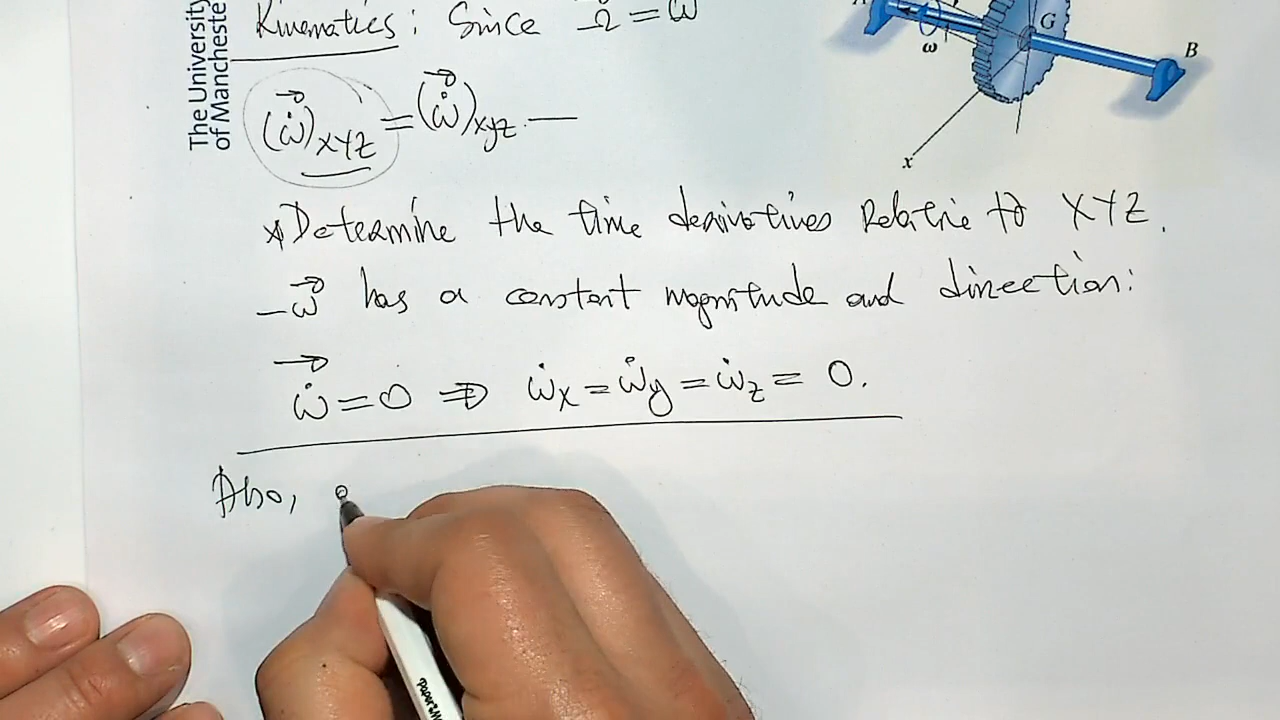 The University
of Manchester
Kinematics: Since Ω⃗ = ω⃗
(ω̇⃗)XYZ = (ω̇⃗)xyz. —
* Determine the time derivatives relative to XYZ.
- ω⃗ has a constant magnitude and direction:
ω̇⃗ = 0 ⇒ ω̇x = ω̇y = ω̇z = 0.
Also,
A
G
ω
B
x
PaperM